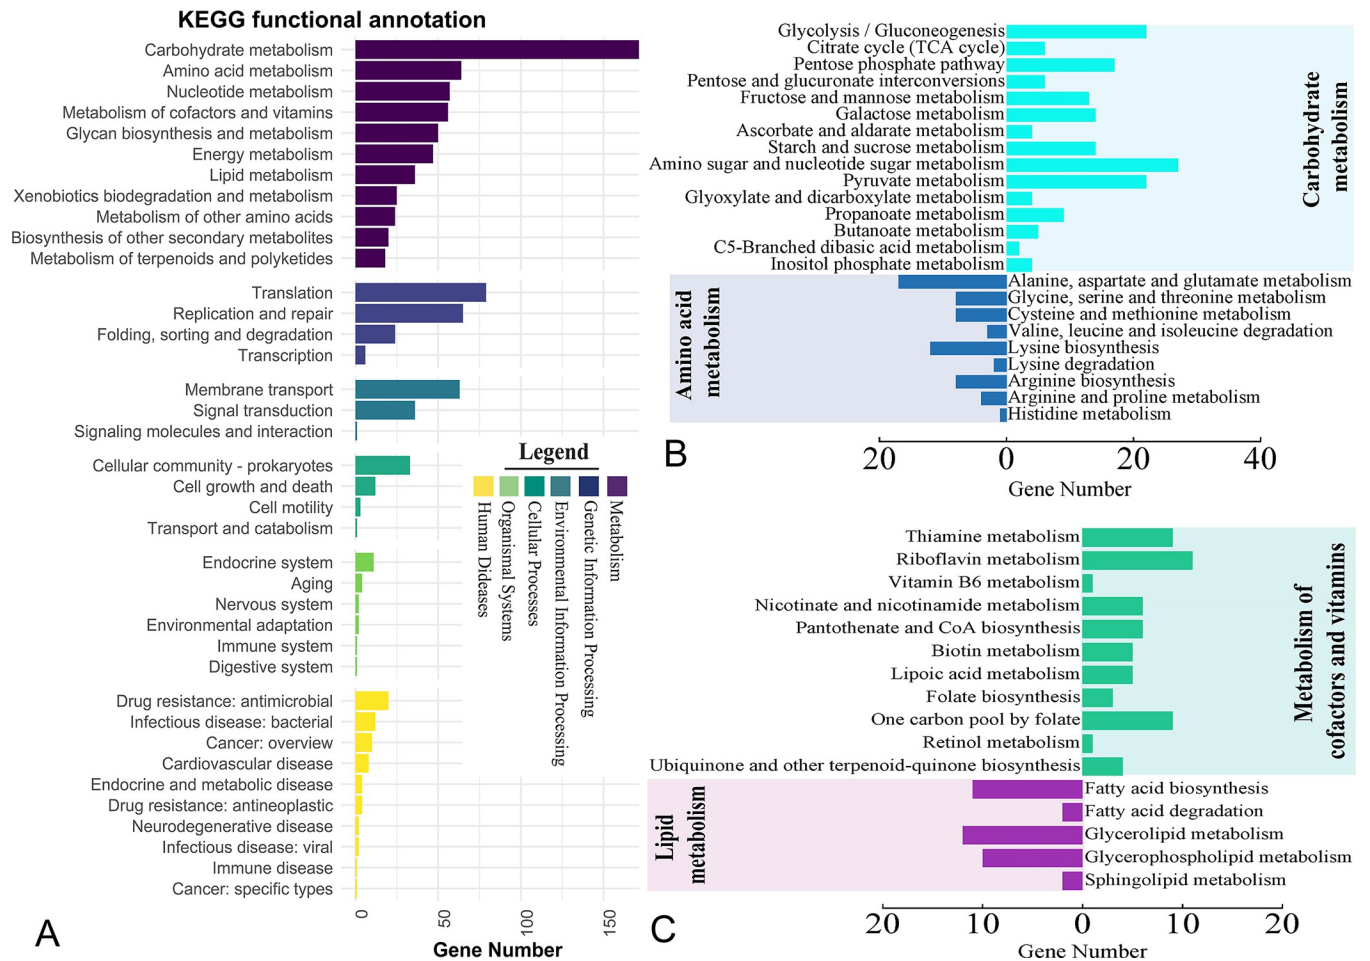 KEGG functional annotation
Carbohydrate metabolism
Amino acid metabolism
Nucleotide metabolism
Metabolism of cofactors and vitamins
Glycan biosynthesis and metabolism
Energy metabolism
Lipid metabolism
Xenobiotics biodegradation and metabolism
Metabolism of other amino acids
Biosynthesis of other secondary metabolites
Metabolism of terpenoids and polyketides
Translation
Replication and repair
Folding, sorting and degradation
Transcription
Membrane transport
Signal transduction
Signaling molecules and interaction
Cellular community - prokaryotes
Cell growth and death
Cell motility
Transport and catabolism
Endocrine system
Aging
Nervous system
Environmental adaptation
Immune system
Digestive system
Drug resistance: antimicrobial
Infectious disease: bacterial
Cancer: overview
Cardiovascular disease
Endocrine and metabolic disease
Drug resistance: antineoplastic
Neurodegenerative disease
Infectious disease: viral
Immune disease
Cancer: specific types
0 50 100 150
Gene Number
A
Legend
Human Dideases
Organismal Systems
Cellular Processes
Environmental Information Processing
Genetic Information Processing
Metabolism
Glycolysis / Gluconeogenesis
Citrate cycle (TCA cycle)
Pentose phosphate pathway
Pentose and glucuronate interconversions
Fructose and mannose metabolism
Galactose metabolism
Ascorbate and aldarate metabolism
Starch and sucrose metabolism
Amino sugar and nucleotide sugar metabolism
Pyruvate metabolism
Glyoxylate and dicarboxylate metabolism
Propanoate metabolism
Butanoate metabolism
C5-Branched dibasic acid metabolism
Inositol phosphate metabolism
Carbohydrate
metabolism
Alanine, aspartate and glutamate metabolism
Glycine, serine and threonine metabolism
Cysteine and methionine metabolism
Valine, leucine and isoleucine degradation
Lysine biosynthesis
Lysine degradation
Arginine biosynthesis
Arginine and proline metabolism
Histidine metabolism
Amino acid
metabolism
B
20 0 20 40
Gene Number
Thiamine metabolism
Riboflavin metabolism
Vitamin B6 metabolism
Nicotinate and nicotinamide metabolism
Pantothenate and CoA biosynthesis
Biotin metabolism
Lipoic acid metabolism
Folate biosynthesis
One carbon pool by folate
Retinol metabolism
Ubiquinone and other terpenoid-quinone biosynthesis
Metabolism of
cofactors and vitamins
Fatty acid biosynthesis
Fatty acid degradation
Glycerolipid metabolism
Glycerophospholipid metabolism
Sphingolipid metabolism
Lipid
metabolism
C
20 10 0 10 20
Gene Number